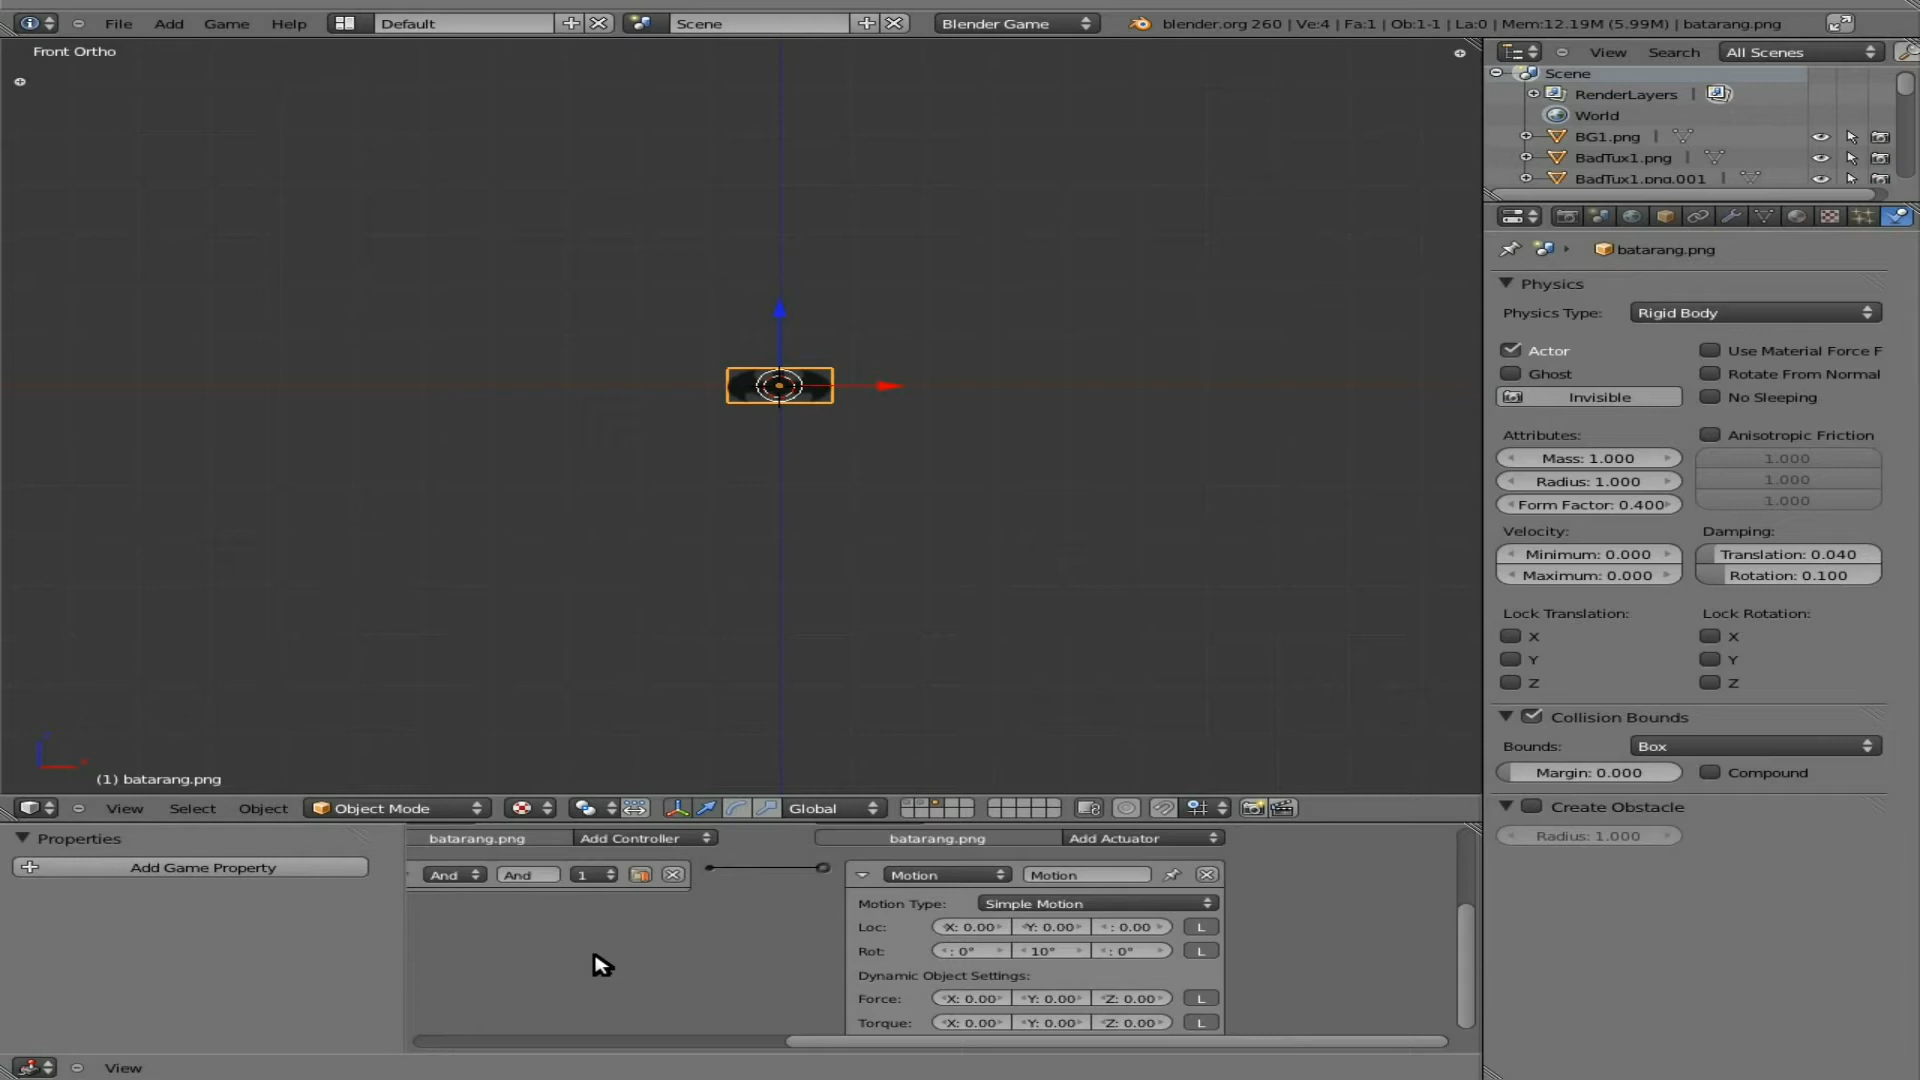 File Add Game Help Default Scene Blender Game blender.org 260 | Ve:4 | Fa:1 | Ob:1-1 | La:0 | Mem:12.19M (5.99M) | batarang.png
Front Ortho
View Search All Scenes
Scene
RenderLayers
World
BG1.png
BadTux1.png
BadTux1.png.001
batarang.png
Physics
Physics Type: Rigid Body
Actor Use Material Force F
Ghost Rotate From Normal
Invisible No Sleeping
Attributes: Anisotropic Friction
Mass: 1.000 1.000
Radius: 1.000 1.000
Form Factor: 0.400 1.000
Velocity: Damping:
Minimum: 0.000 Translation: 0.040
Maximum: 0.000 Rotation: 0.100
Lock Translation: Lock Rotation:
X X
Y Y
Z Z
Collision Bounds
Bounds: Box
Margin: 0.000 Compound
Create Obstacle
Radius: 1.000
(1) batarang.png
View Select Object Object Mode Global
Properties
Add Game Property
batarang.png Add Controller batarang.png Add Actuator
And And 1 Motion Motion
Motion Type: Simple Motion
Loc: X: 0.00 Y: 0.00 : 0.00 L
Rot: : 0° 10° : 0° L
Dynamic Object Settings:
Force: X: 0.00 Y: 0.00 Z: 0.00 L
Torque: X: 0.00 Y: 0.00 Z: 0.00 L
View